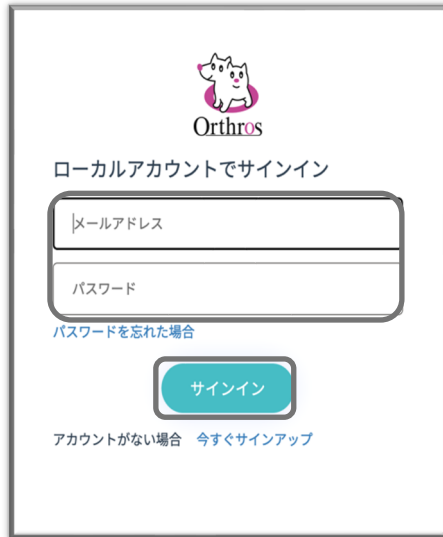 Orthros
ローカルアカウントでサインイン
メールアドレス
パスワード
パスワードを忘れた場合
サインイン
アカウントがない場合 今すぐサインアップ